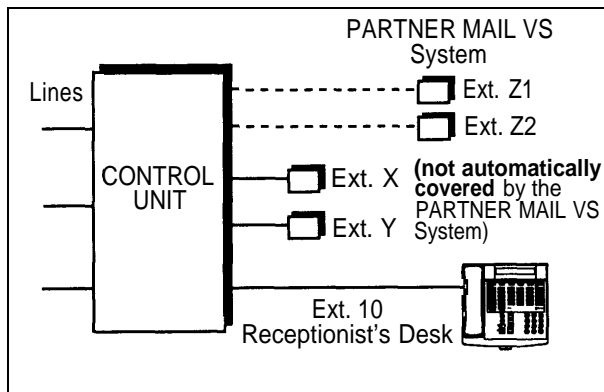 PARTNER MAIL VS
System
Lines
Ext. Z1
Ext. Z2
CONTROL
UNIT
Ext. X
(not automatically
covered by the
PARTNER MAIL VS
System)
Ext. Y
Ext. 10
Receptionist's Desk